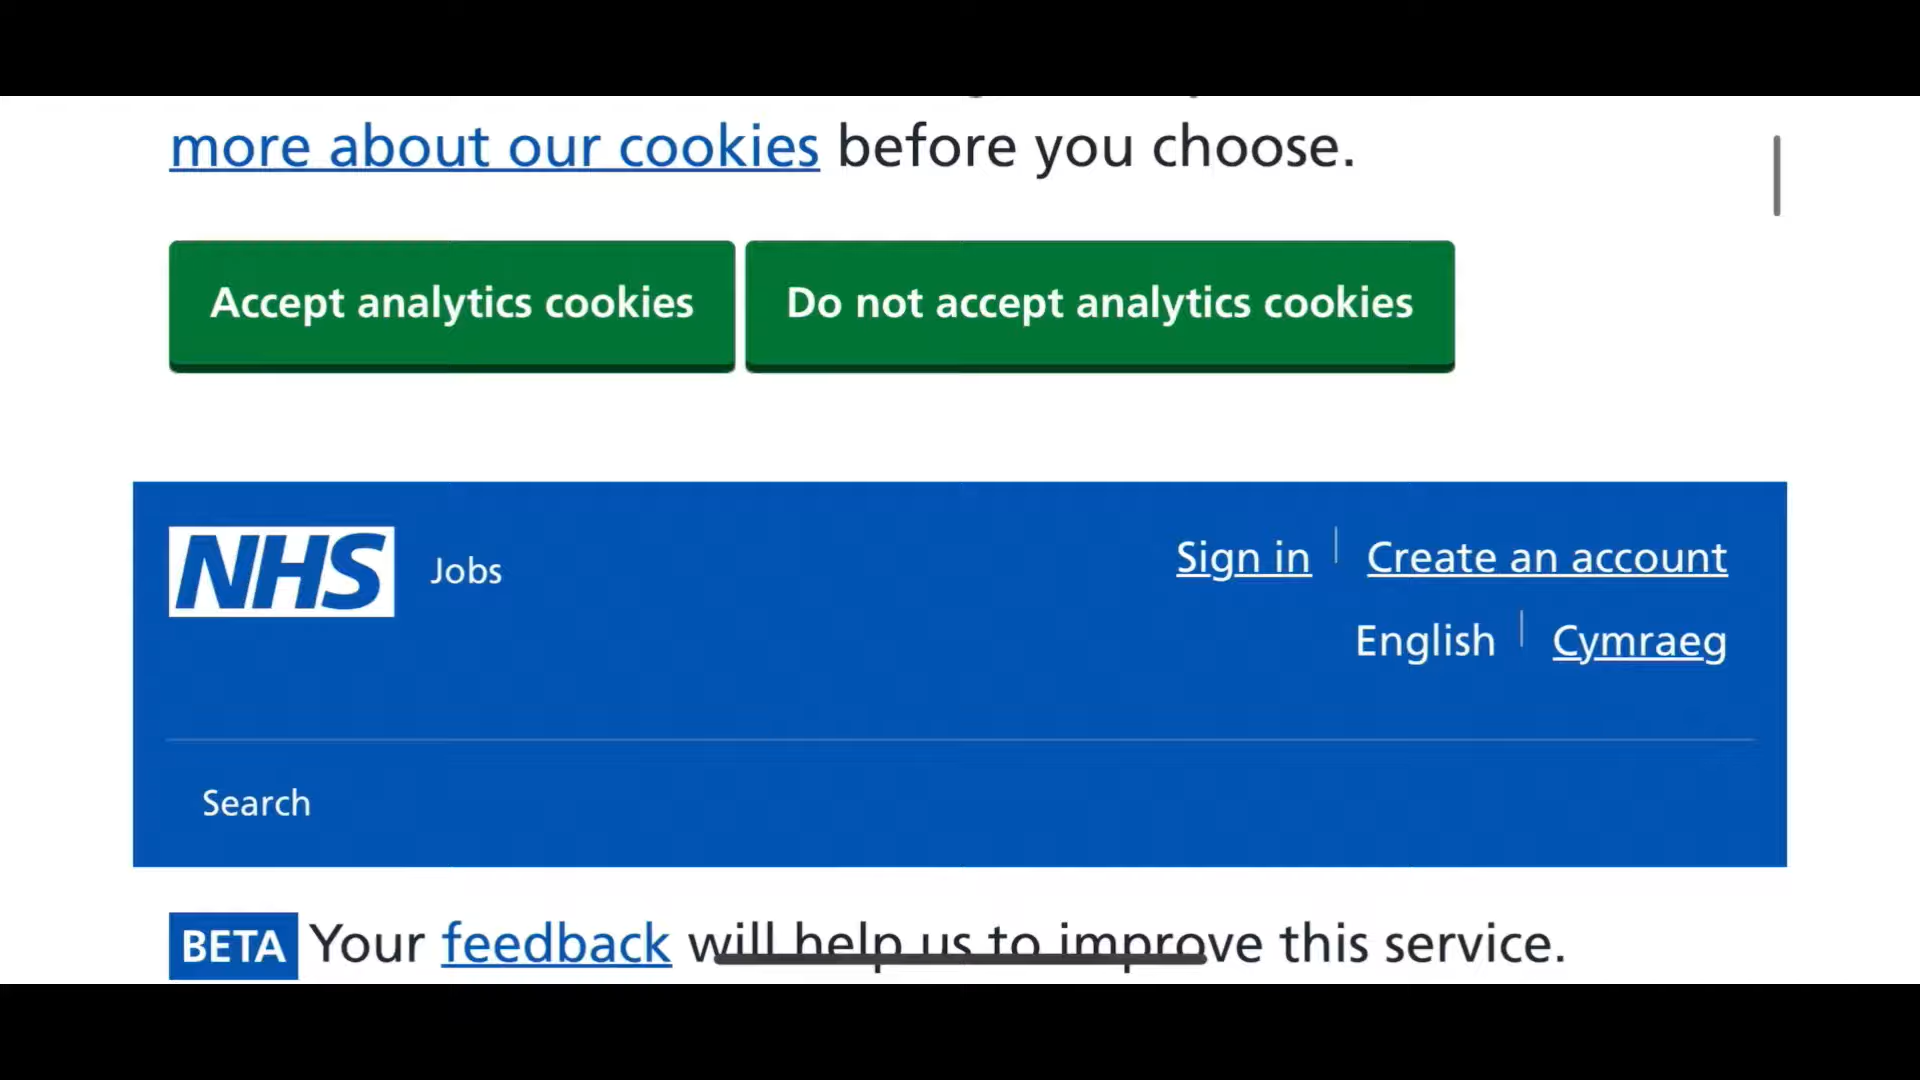 more about our cookies before you choose.
Accept analytics cookies
Do not accept analytics cookies
NHS Jobs
Sign in
Create an account
English
Cymraeg
Search
BETA Your feedback will help us to improve this service.